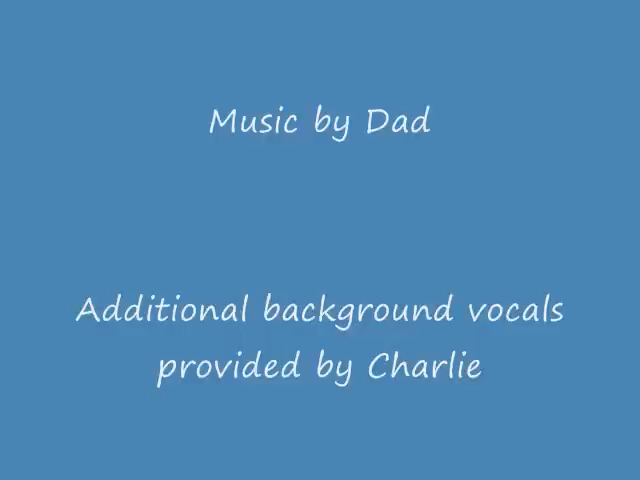 Music by Dad
Additional background vocals
provided by Charlie